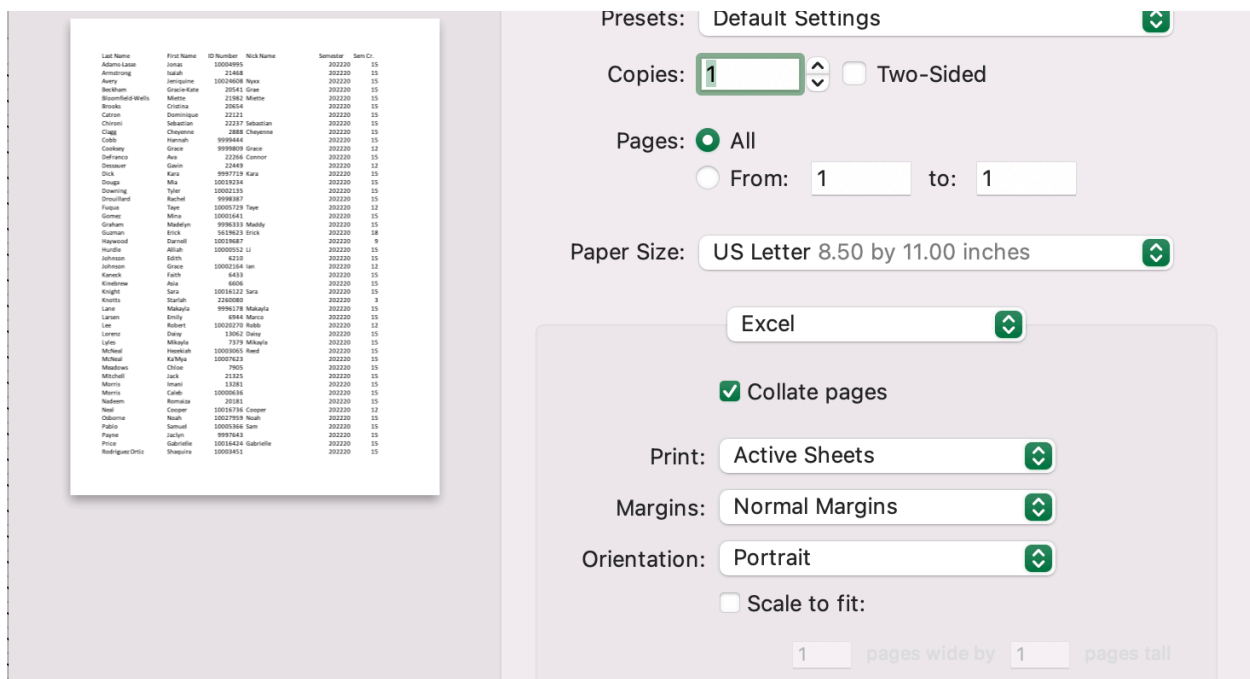 Last Name First Name ID Number Nick Name Semester Sem Cr.
Adams-Lasse Jonas 10004995 202220 15
Armstrong Isaiah 21468 202220 15
Avery Jeniquine 10024608 Nyxx 202220 15
Beckham Gracie-Kate 20541 Grae 202220 15
Bloomfield-Wells Miette 21982 Miette 202220 15
Brooks Cristina 20654 202220 15
Catron Dominique 22121 202220 15
Chironi Sebastian 22237 Sebastian 202220 15
Clagg Cheyenne 2888 Cheyenne 202220 15
Cobb Hannah 9999444 202220 15
Cooksey Grace 9999809 Grace 202220 12
DeFranco Ava 22266 Connor 202220 15
Dessauer Gavin 22449 202220 12
Dick Kara 9997719 Kara 202220 15
Douga Mia 10019234 202220 15
Downing Tyler 10002135 202220 15
Drouillard Rachel 9998387 202220 15
Fuqua Taye 10005729 Taye 202220 12
Gomez Mina 10001641 202220 15
Graham Madelyn 9996333 Maddy 202220 15
Guzman Erick 5619623 Erick 202220 18
Haywood Darnell 10019687 202220 9
Hurdle Alliah 10000552 Li 202220 15
Johnson Edith 6210 202220 15
Johnson Grace 10002164 Ian 202220 12
Kaneck Faith 6433 202220 15
Kinebrew Asia 6606 202220 15
Knight Sara 10016122 Sara 202220 15
Knotts Starlah 2260080 202220 3
Lane Makayla 9996178 Makayla 202220 15
Larsen Emily 6944 Marco 202220 15
Lee Robert 10020270 Robb 202220 12
Lorenz Daisy 13062 Daisy 202220 15
Lyles Mikayla 7379 Mikayla 202220 15
McNeal Hezekiah 10003065 Reed 202220 15
McNeal Ka'Mya 10007623 202220 15
Meadows Chloe 7905 202220 15
Mitchell Jack 21325 202220 15
Morris Imani 13281 202220 15
Morris Caleb 10000636 202220 15
Nadeem Romaiza 20181 202220 15
Neal Cooper 10016736 Cooper 202220 12
Osborne Noah 10027959 Noah 202220 15
Pablo Samuel 10005366 Sam 202220 15
Payne Jaclyn 9997643 202220 15
Price Gabrielle 10016424 Gabrielle 202220 15
Rodriguez Ortiz Shaquira 10003451 202220 15
Presets: Default Settings
Copies: 1 Two-Sided
Pages: All
From: 1 to: 1
Paper Size: US Letter 8.50 by 11.00 inches
Excel
Collate pages
Print: Active Sheets
Margins: Normal Margins
Orientation: Portrait
Scale to fit:
1 pages wide by 1 pages tall